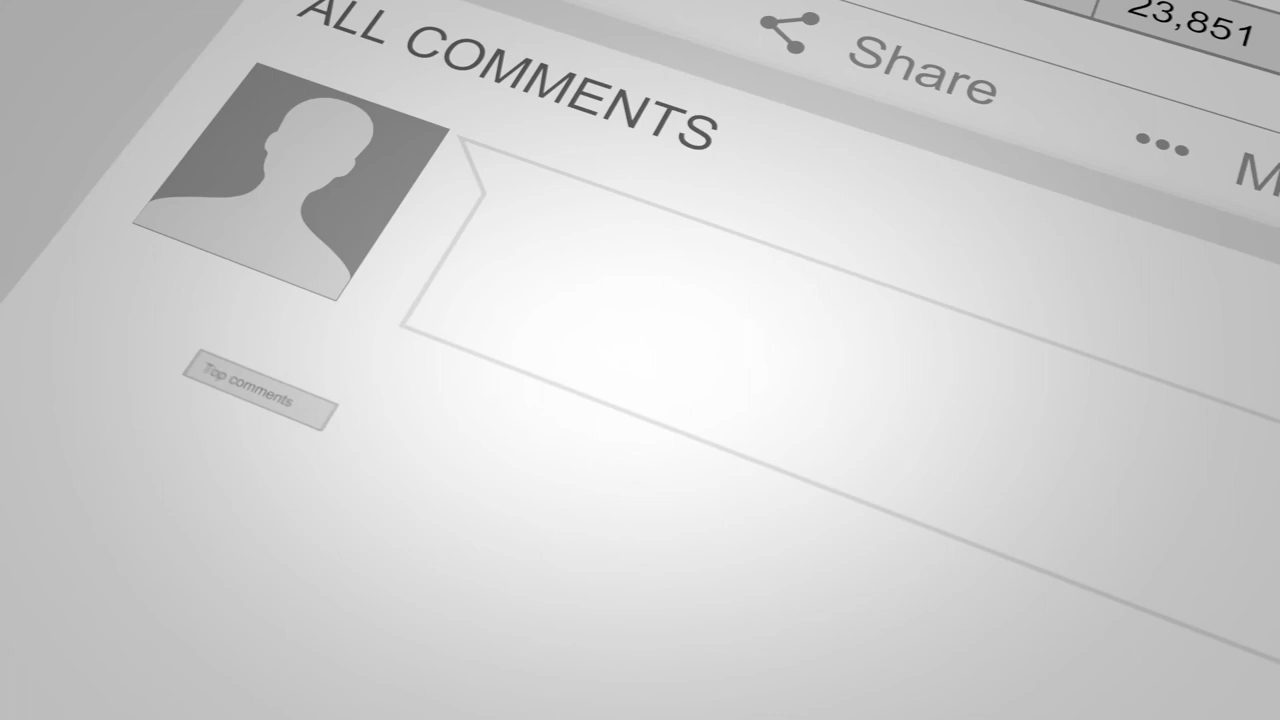 23,851
Share
••• M
ALL COMMENTS
Top comments